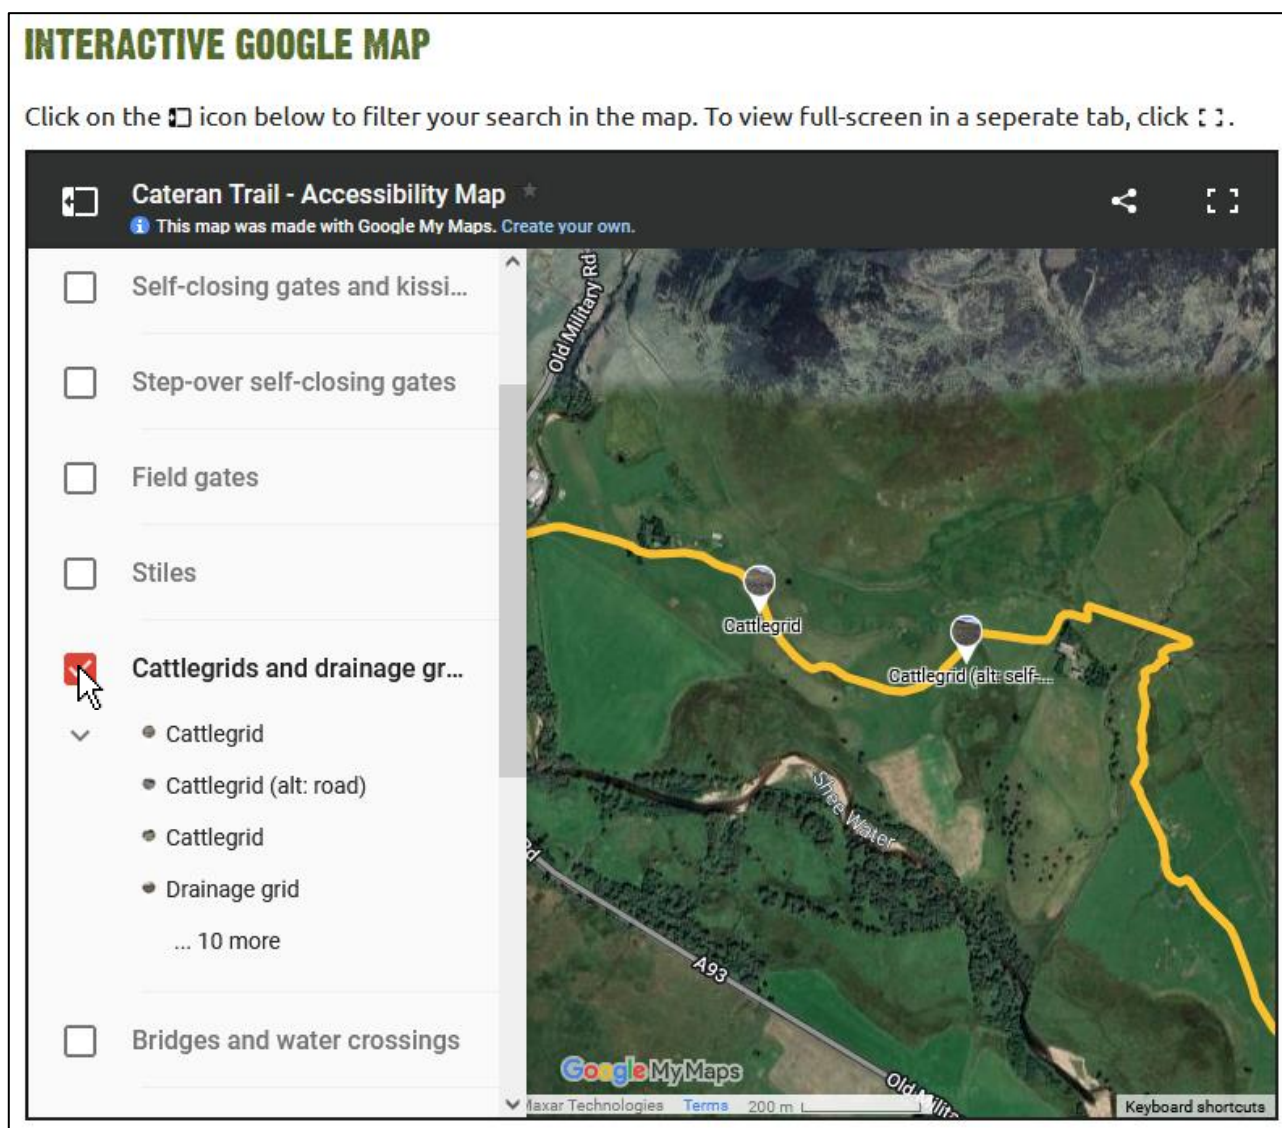 INTERACTIVE GOOGLE MAP
Click on the icon below to filter your search in the map. To view full-screen in a seperate tab, click .
Cateran Trail - Accessibility Map
This map was made with Google My Maps. Create your own.
Self-closing gates and kissi...
Step-over self-closing gates
Field gates
Stiles
Cattlegrids and drainage gr...
Cattlegrid
Cattlegrid (alt: road)
Cattlegrid
Drainage grid
... 10 more
Bridges and water crossings
Old Military Rd
Cattlegrid
Cattlegrid (alt: self-...
Shee Water
Rd
A93
Old Milita
Google My Maps
Maxar Technologies Terms 200 m
Keyboard shortcuts